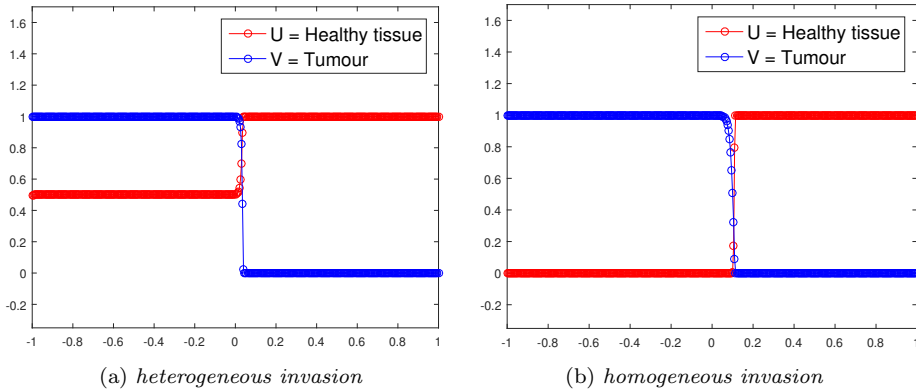 1.6
1.4
1.2
1
0.8
0.6
0.4
0.2
0
-0.2
-1 -0.8 -0.6 -0.4 -0.2 0 0.2 0.4 0.6 0.8 1
U = Healthy tissue
V = Tumour
(a) heterogeneous invasion
1.6
1.4
1.2
1
0.8
0.6
0.4
0.2
0
-0.2
-1 -0.8 -0.6 -0.4 -0.2 0 0.2 0.4 0.6 0.8 1
U = Healthy tissue
V = Tumour
(b) homogeneous invasion